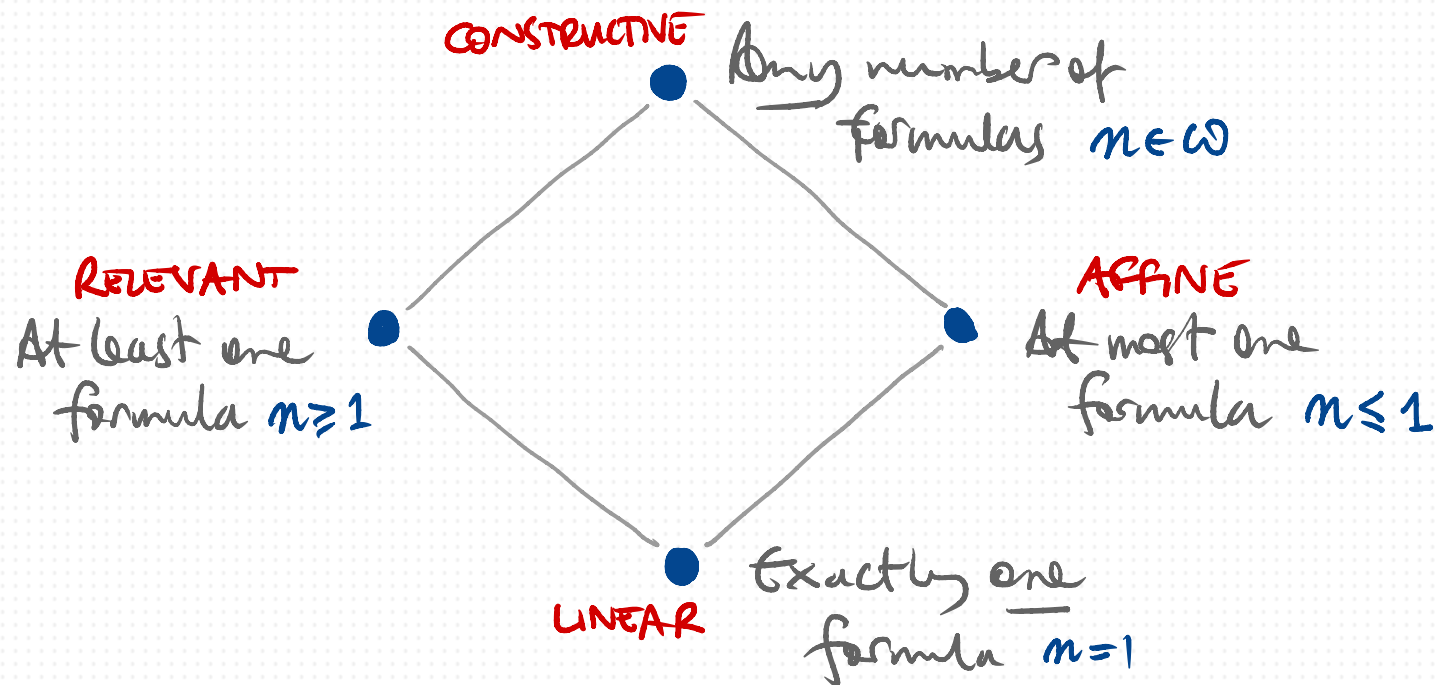 CONSTRUCTIVE
Any number of
formulas n ∈ ω
RELEVANT
At least one
formula n ⩾ 1
AFFINE
At most one
formula n ⩽ 1
LINEAR
Exactly one
formula n = 1